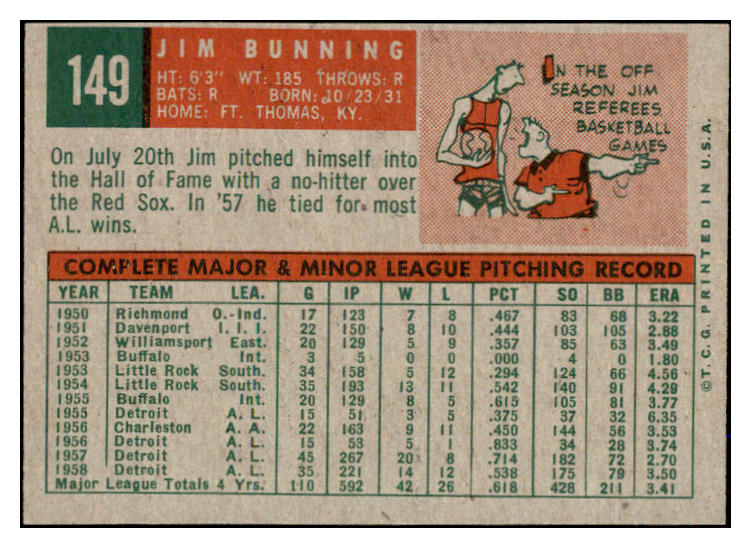 149
JIM BUNNING
HT: 6'3" WT: 185 THROWS: R
BATS: R BORN: 10/23/31
HOME: FT. THOMAS, KY.
On July 20th Jim pitched himself into
the Hall of Fame with a no-hitter over
the Red Sox. In '57 he tied for most
A.L. wins.
IN THE OFF
SEASON JIM
REFEREES
BASKETBALL
GAMES
COMPLETE MAJOR & MINOR LEAGUE PITCHING RECORD
YEAR TEAM LEA. G IP W L PCT SO BB ERA
1950 Richmond O.-Ind. 17 123 7 8 .467 83 68 3.22
1951 Davenport I. I. I. 22 150 8 10 .444 103 105 2.88
1952 Williamsport East. 20 129 5 9 .357 85 63 3.49
1953 Buffalo Int. 3 5 0 0 .000 4 0 1.80
1953 Little Rock South. 34 158 5 12 .294 124 66 4.56
1954 Little Rock South. 35 193 13 11 .542 140 91 4.29
1955 Buffalo Int. 20 129 8 5 .615 105 81 3.77
1955 Detroit A. L. 15 51 3 5 .375 37 32 6.35
1956 Charleston A. A. 22 163 9 11 .450 144 56 3.53
1956 Detroit A. L. 15 53 5 1 .833 34 28 3.74
1957 Detroit A. L. 45 267 20 8 .714 182 72 2.70
1958 Detroit A. L. 35 221 14 12 .538 175 79 3.50
Major League Totals 4 Yrs. 110 592 42 26 .618 428 211 3.41
© T.C.G. PRINTED IN U.S.A.